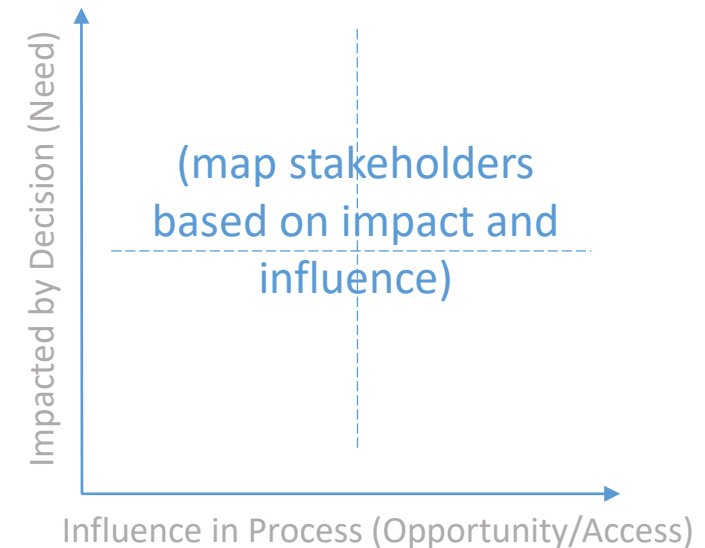 Impacted by Decision (Need)
(map stakeholders
based on impact and
influence)
Influence in Process (Opportunity/Access)